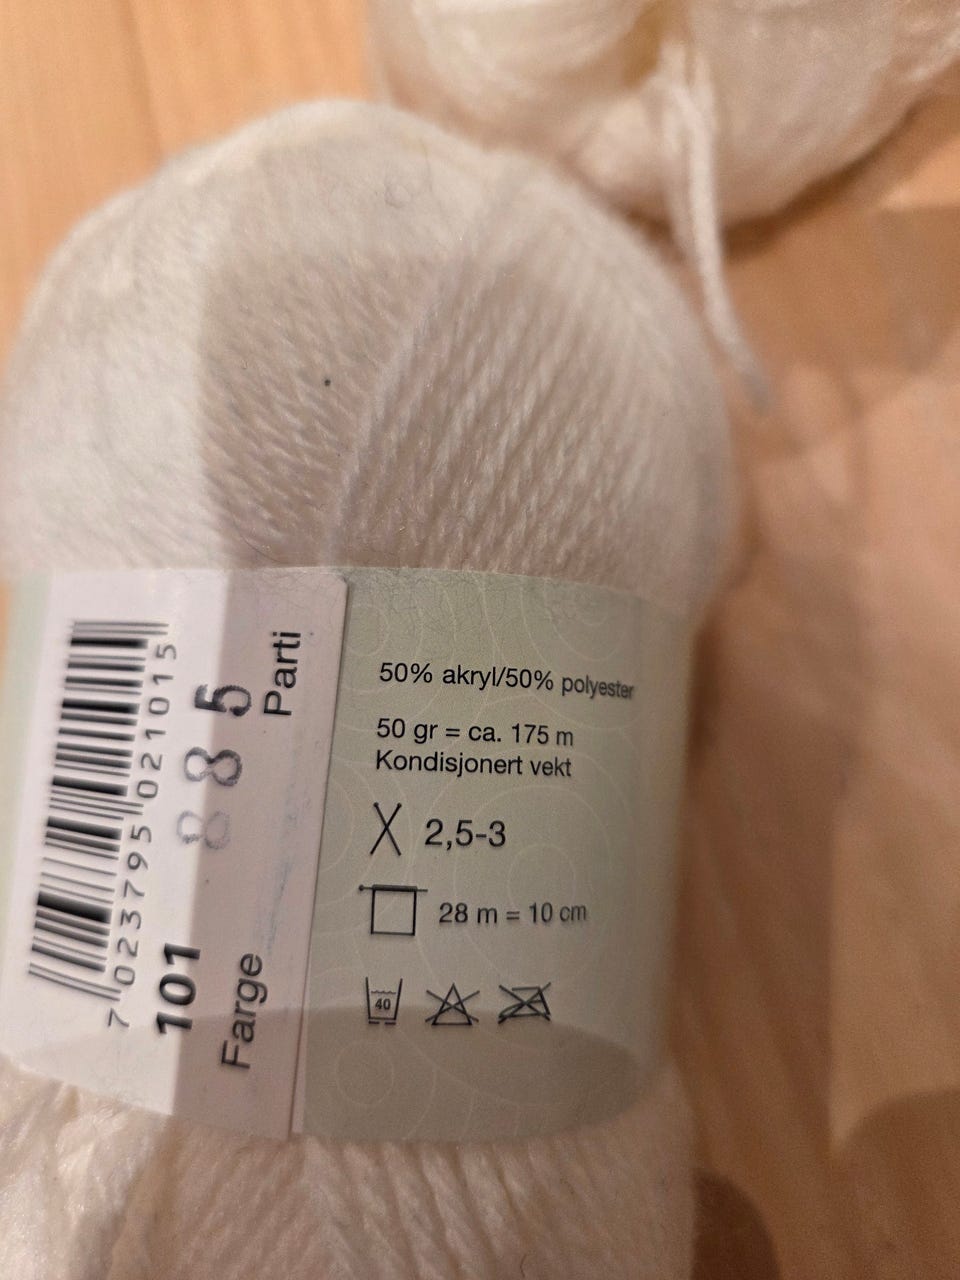 50% akryl/50% polyester
50 gr = ca. 175 m
Kondisjonert vekt
2,5-3
28 m = 10 cm
40
7 023795 021015
101 885
Farge Parti